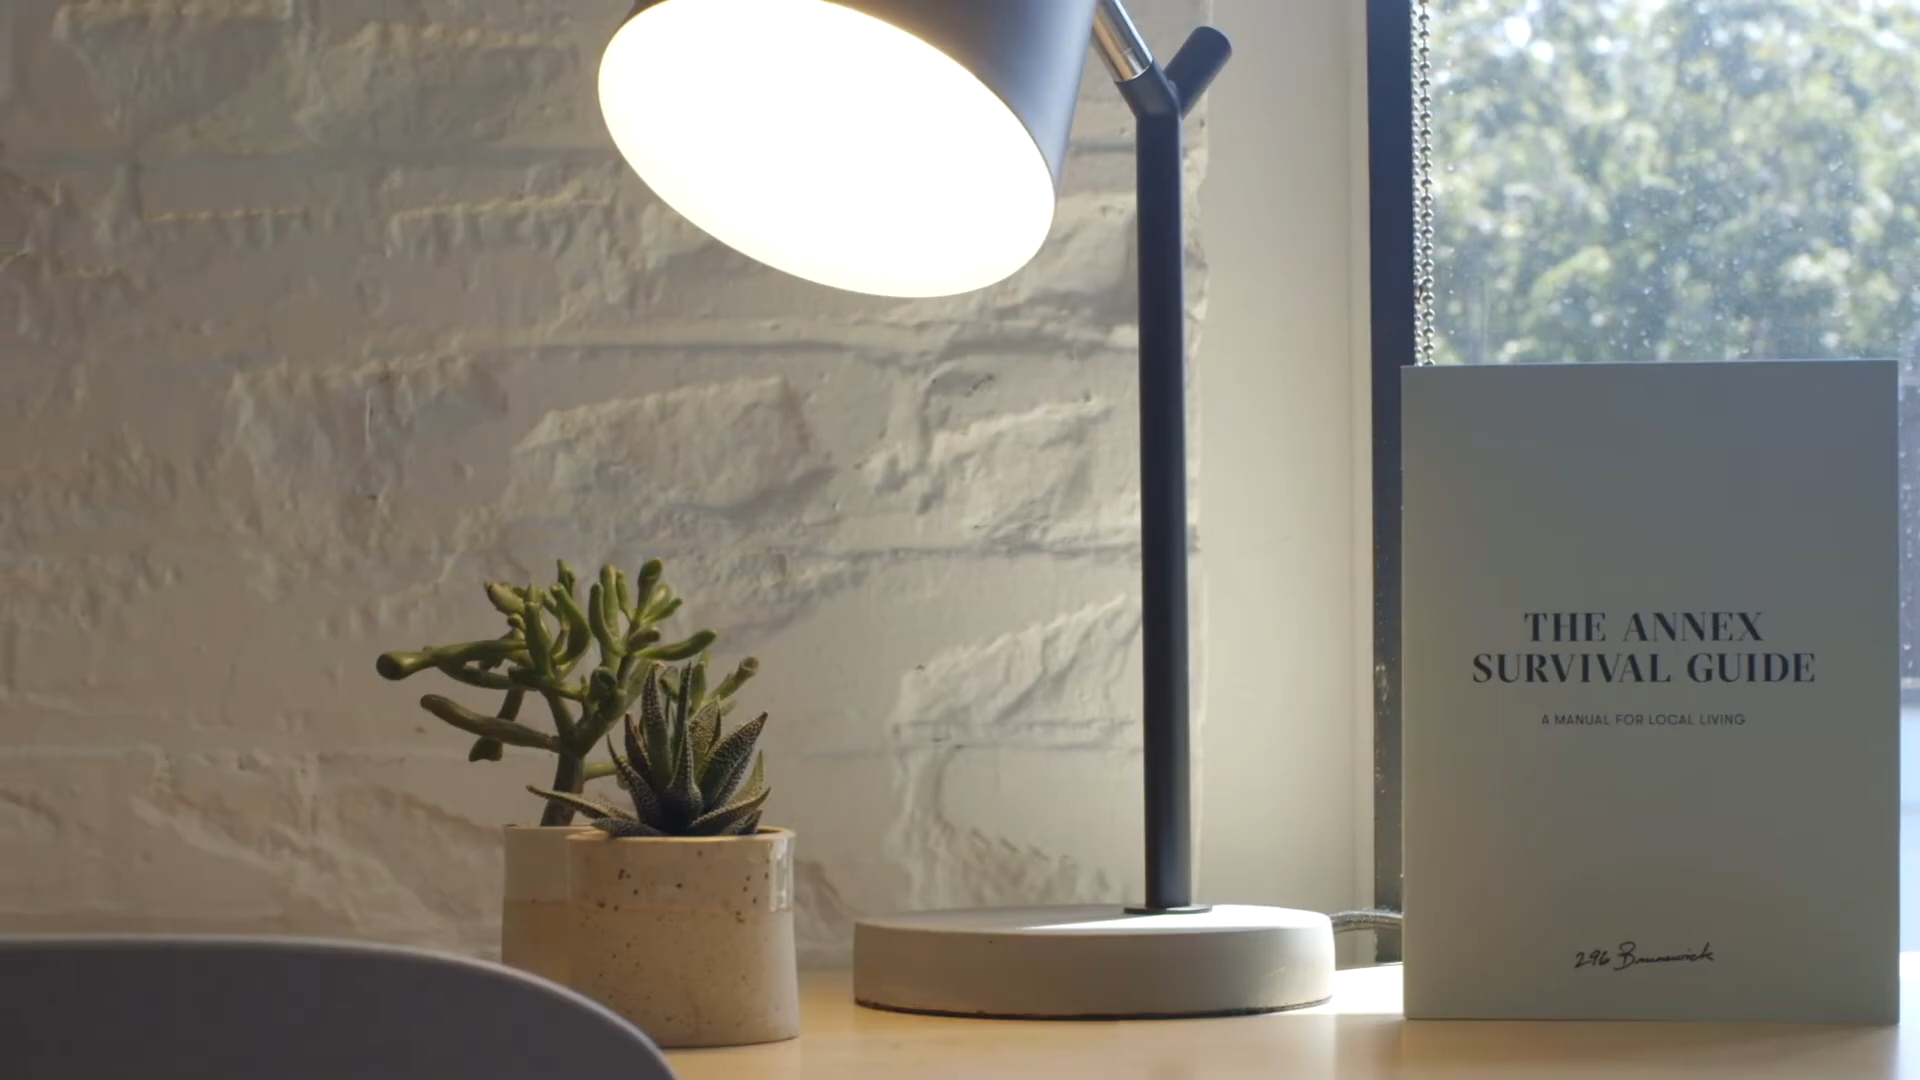 THE ANNEX
SURVIVAL GUIDE
A MANUAL FOR LOCAL LIVING
296 Brunswick